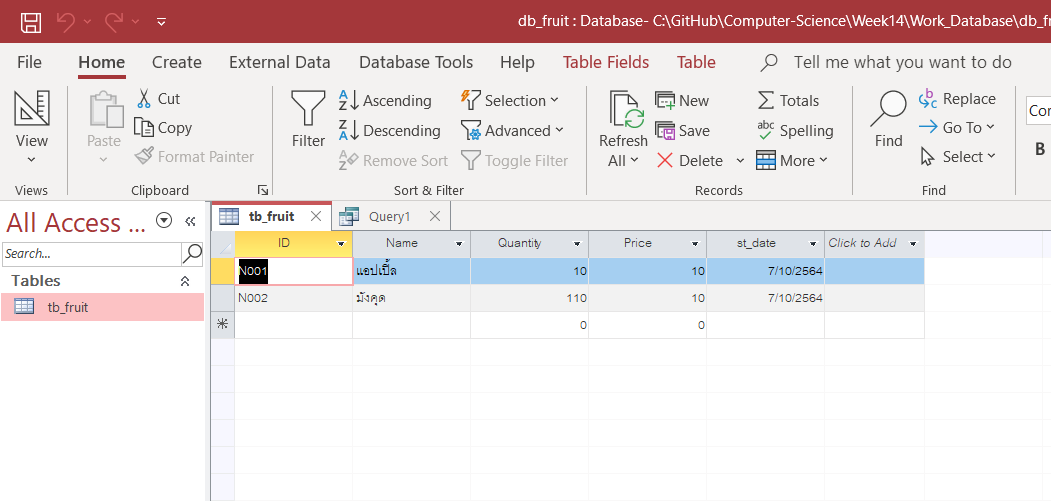 db_fruit : Database- C:\GitHub\Computer-Science\Week14\Work_Database\db_fr
File Home Create External Data Database Tools Help Table Fields Table Tell me what you want to do
View
Views
Paste
Cut
Copy
Format Painter
Clipboard
Filter
Ascending
Descending
Remove Sort
Selection
Advanced
Toggle Filter
Sort & Filter
Refresh
All
New
Save
Delete
Totals
Spelling
More
Records
Find
Replace
Go To
Select
Find
Cor
B
All Access ...
Search...
Tables
tb_fruit
tb_fruit Query1
ID Name Quantity Price st_date Click to Add
N001 แอปเปิ้ล 10 10 7/10/2564
N002 มังคุด 110 10 7/10/2564
0 0